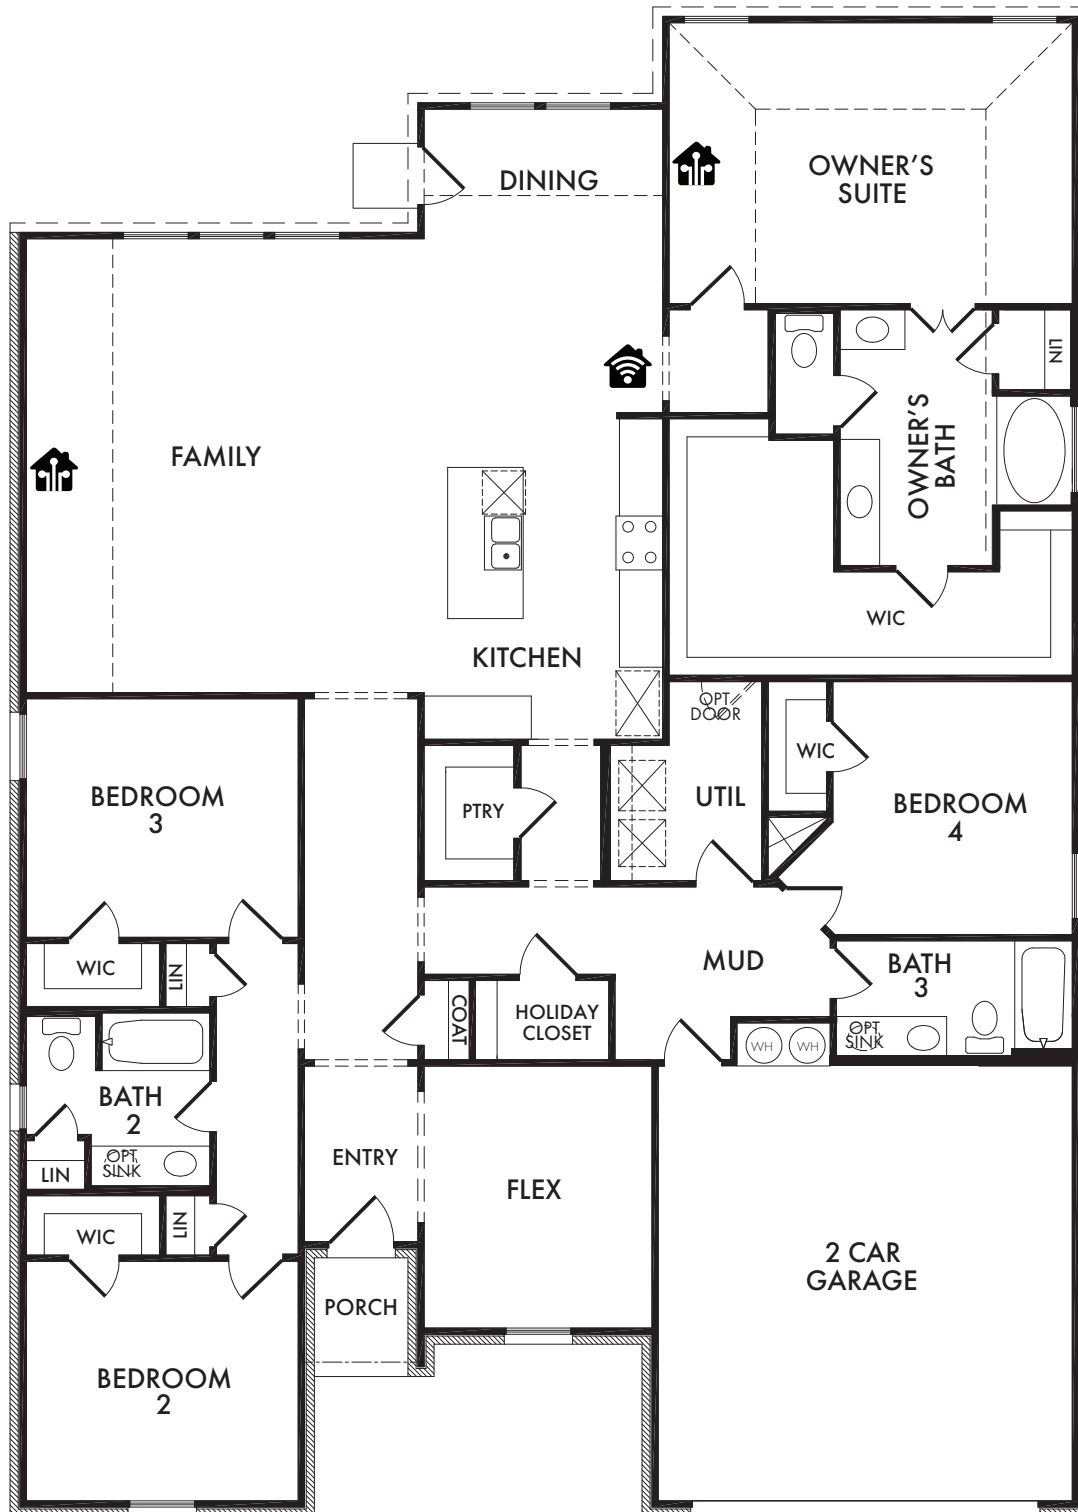 OWNER'S
SUITE
DINING
LIN
OWNER'S
BATH
FAMILY
WIC
KITCHEN
OPT
DOOR
WIC
UTIL
BEDROOM
3
PTRY
BEDROOM
4
WIC
LIN
MUD
BATH
3
COAT
HOLIDAY
CLOSET
OPT
SINK
WH
WH
BATH
2
OPT
SINK
LIN
ENTRY
FLEX
WIC
LIN
2 CAR
GARAGE
PORCH
BEDROOM
2